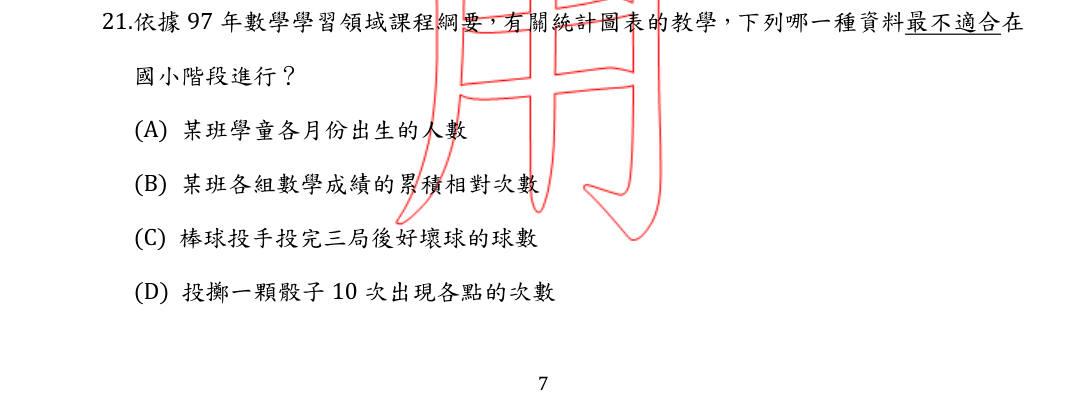 21.依據 97 年數學學習領域課程綱要，有關統計圖表的教學，下列哪一種資料最不適合在
國小階段進行？
(A) 某班學童各月份出生的人數
(B) 某班各組數學成績的累積相對次數
(C) 棒球投手投完三局後好壞球的球數
(D) 投擲一顆骰子 10 次出現各點的次數
7